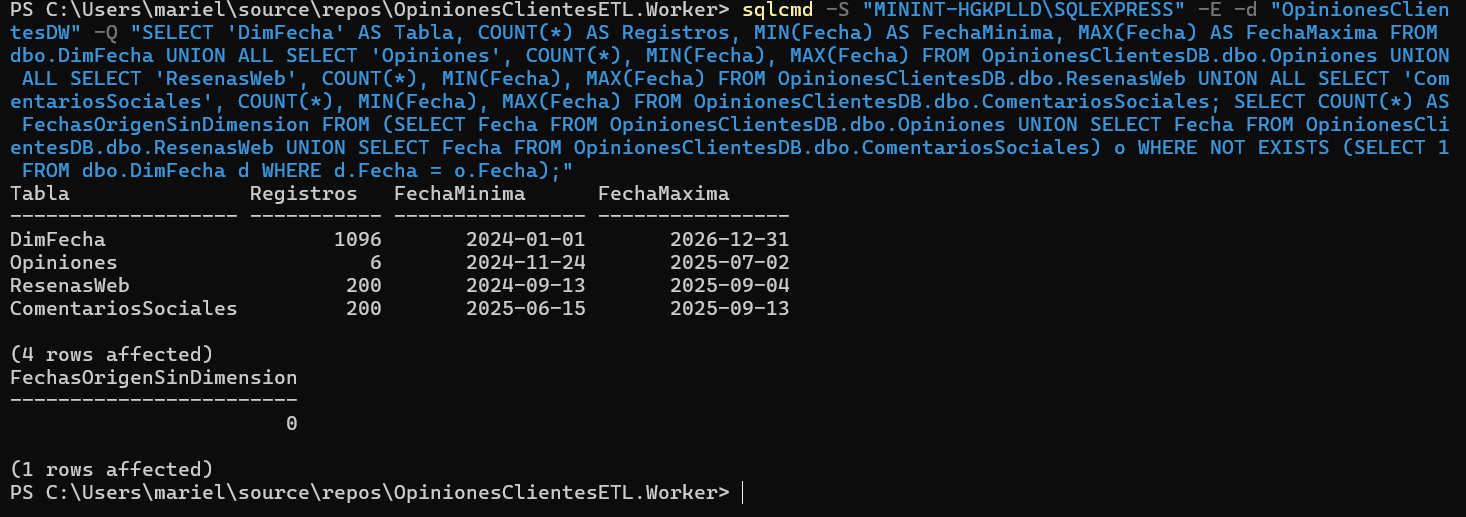 PS C:\Users\mariel\source\repos\OpinionesClientesETL.Worker> sqlcmd -S "MININT-HGKPLLD\SQLEXPRESS" -E -d "OpinionesClien
tesDW" -Q "SELECT 'DimFecha' AS Tabla, COUNT(*) AS Registros, MIN(Fecha) AS FechaMinima, MAX(Fecha) AS FechaMaxima FROM
dbo.DimFecha UNION ALL SELECT 'Opiniones', COUNT(*), MIN(Fecha), MAX(Fecha) FROM OpinionesClientesDB.dbo.Opiniones UNION
 ALL SELECT 'ResenasWeb', COUNT(*), MIN(Fecha), MAX(Fecha) FROM OpinionesClientesDB.dbo.ResenasWeb UNION ALL SELECT 'Com
entariosSociales', COUNT(*), MIN(Fecha), MAX(Fecha) FROM OpinionesClientesDB.dbo.ComentariosSociales; SELECT COUNT(*) AS
 FechasOrigenSinDimension FROM (SELECT Fecha FROM OpinionesClientesDB.dbo.Opiniones UNION SELECT Fecha FROM OpinionesCli
entesDB.dbo.ResenasWeb UNION SELECT Fecha FROM OpinionesClientesDB.dbo.ComentariosSociales) o WHERE NOT EXISTS (SELECT 1
 FROM dbo.DimFecha d WHERE d.Fecha = o.Fecha);"
Tabla               Registros   FechaMinima      FechaMaxima
------------------- ----------- ---------------- ----------------
DimFecha                   1096       2024-01-01       2026-12-31
Opiniones                     6       2024-11-24       2025-07-02
ResenasWeb                  200       2024-09-13       2025-09-04
ComentariosSociales         200       2025-06-15       2025-09-13

(4 rows affected)
FechasOrigenSinDimension
------------------------
                       0

(1 rows affected)
PS C:\Users\mariel\source\repos\OpinionesClientesETL.Worker>